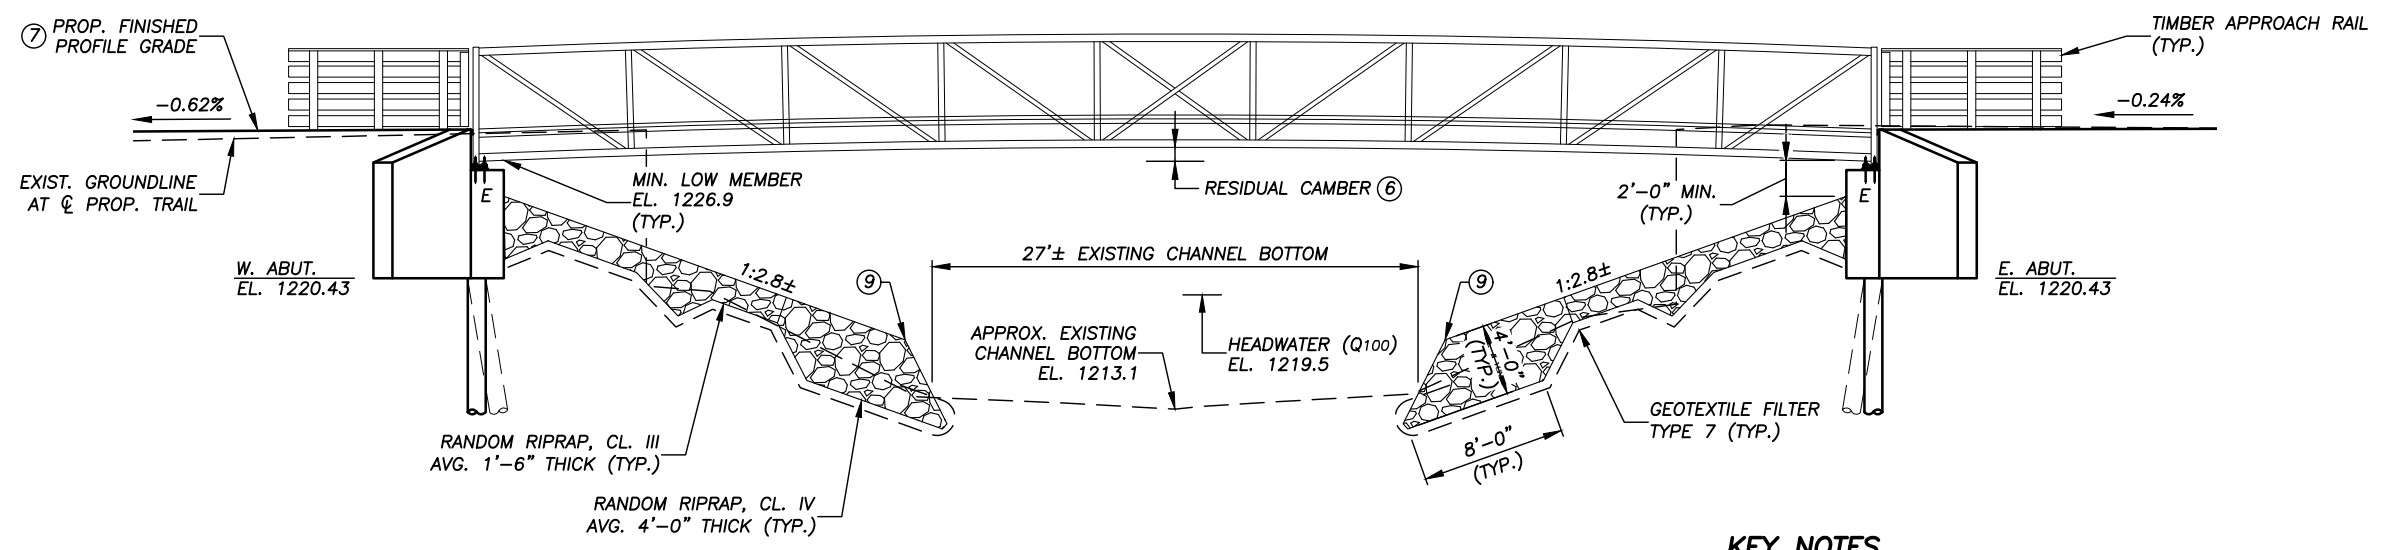 ⑦ PROP. FINISHED
PROFILE GRADE
TIMBER APPROACH RAIL
(TYP.)
-0.62%
-0.24%
EXIST. GROUNDLINE
AT ℄ PROP. TRAIL
E
MIN. LOW MEMBER
EL. 1226.9
(TYP.)
RESIDUAL CAMBER ⑥
2'-0" MIN.
(TYP.)
E
W. ABUT.
EL. 1220.43
1:2.8±
⑨
27'± EXISTING CHANNEL BOTTOM
⑨
1:2.8±
E. ABUT.
EL. 1220.43
APPROX. EXISTING
CHANNEL BOTTOM
EL. 1213.1
HEADWATER (Q100)
EL. 1219.5
4'-0"
(TYP.)
RANDOM RIPRAP, CL. III
AVG. 1'-6" THICK (TYP.)
8'-0"
(TYP.)
GEOTEXTILE FILTER
TYPE 7 (TYP.)
RANDOM RIPRAP, CL. IV
AVG. 4'-0" THICK (TYP.)
KEY NOTES